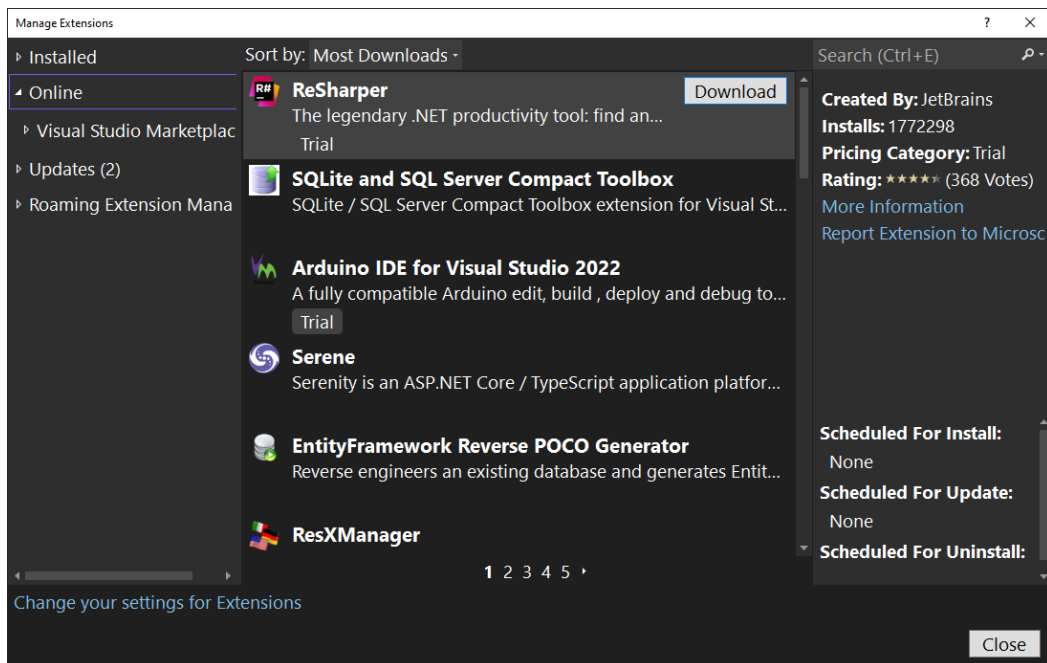 Manage Extensions
?
Installed
Online
Visual Studio Marketplac
Updates (2)
Roaming Extension Mana
Sort by: Most Downloads
R#
ReSharper
Download
The legendary .NET productivity tool: find an...
Trial
SQLite and SQL Server Compact Toolbox
SQLite / SQL Server Compact Toolbox extension for Visual St...
Arduino IDE for Visual Studio 2022
A fully compatible Arduino edit, build , deploy and debug to...
Trial
Serene
Serenity is an ASP.NET Core / TypeScript application platfor...
EntityFramework Reverse POCO Generator
Reverse engineers an existing database and generates Entit...
ResXManager
1 2 3 4 5
Search (Ctrl+E)
Created By: JetBrains
Installs: 1772298
Pricing Category: Trial
Rating: (368 Votes)
More Information
Report Extension to Microsc
Scheduled For Install:
None
Scheduled For Update:
None
Scheduled For Uninstall:
Change your settings for Extensions
Close